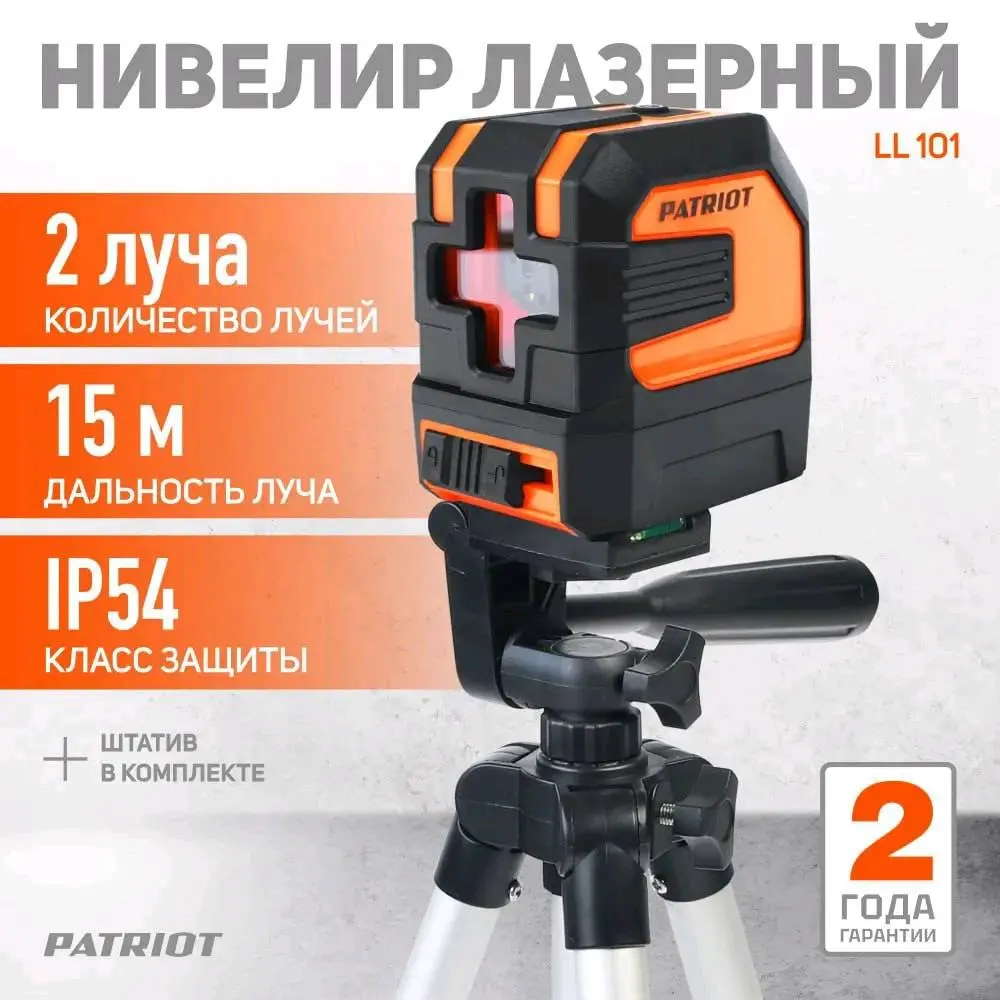 НИВЕЛИР ЛАЗЕРНЫЙ
LL 101
PATRIOT
2 луча
КОЛИЧЕСТВО ЛУЧЕЙ
15 м
ДАЛЬНОСТЬ ЛУЧА
IP54
КЛАСС ЗАЩИТЫ
ШТАТИВ
В КОМПЛЕКТЕ
2
ГОДА
ГАРАНТИИ
PATRIOT